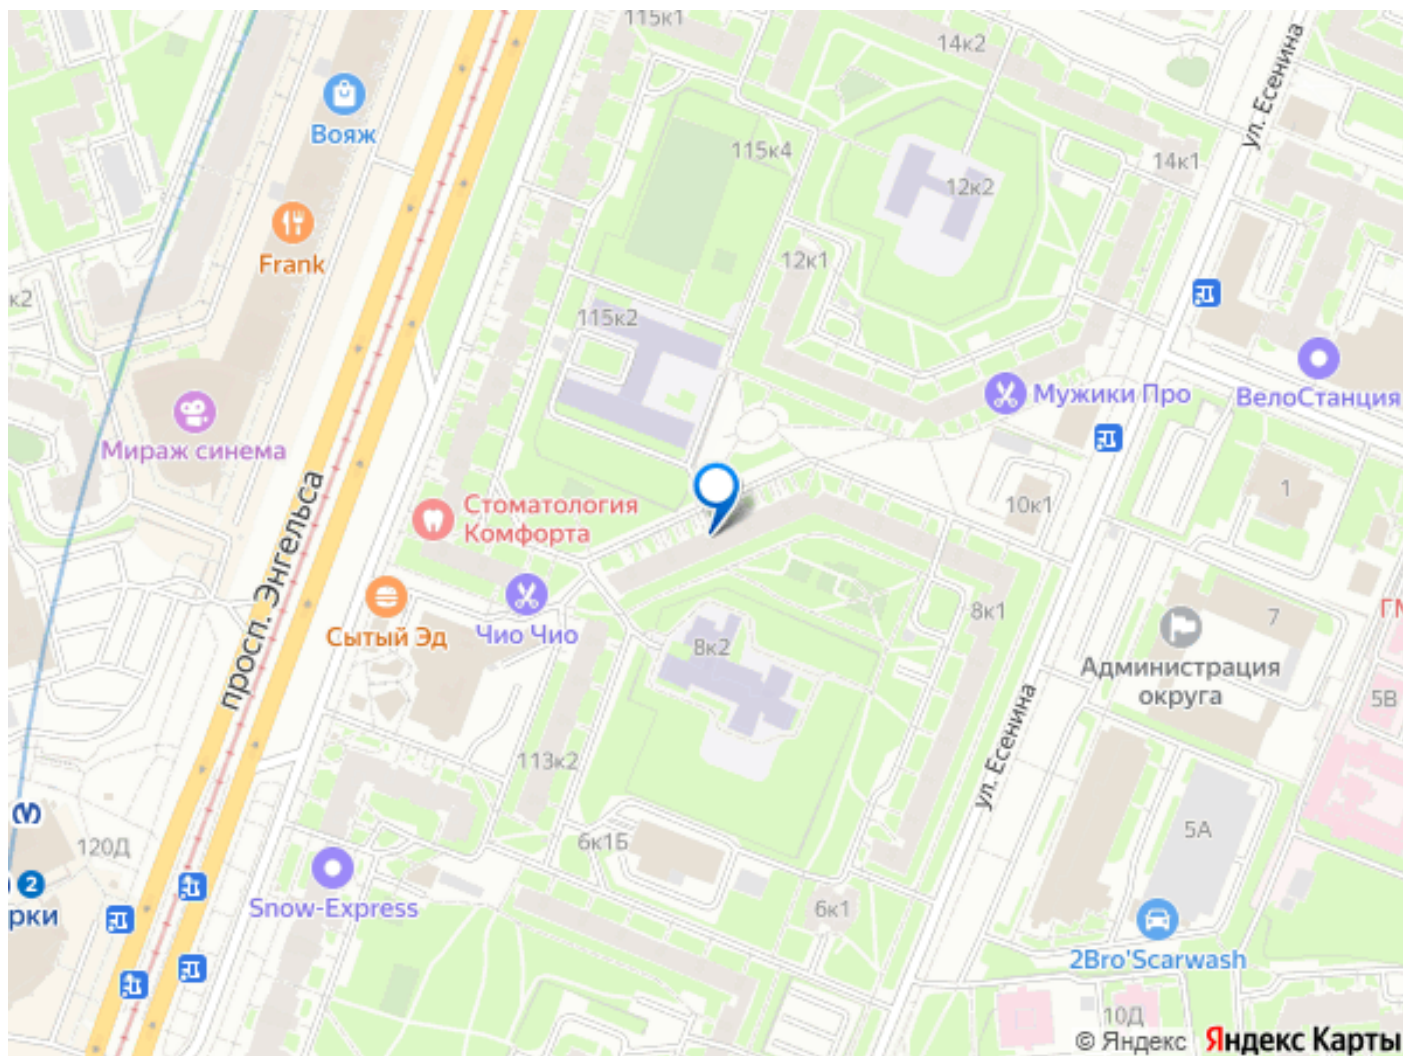 115к1
14к2
ул. Есенина
Вояж
115к4
14к1
12к2
Frank
12к1
к2
115к2
Мужики Про
ВелоСтанция
Мираж синема
просп. Энгельса
Стоматология
Комфорта
10к1
1
Сытый Эд
Чио Чио
8к2
8к1
7
Администрация
округа
5В
ул. Есенина
113к2
120Д
6к1Б
5А
2
рки
Snow-Express
6к1
2Bro'Scarwash
10Д
© Яндекс Яндекс Карты